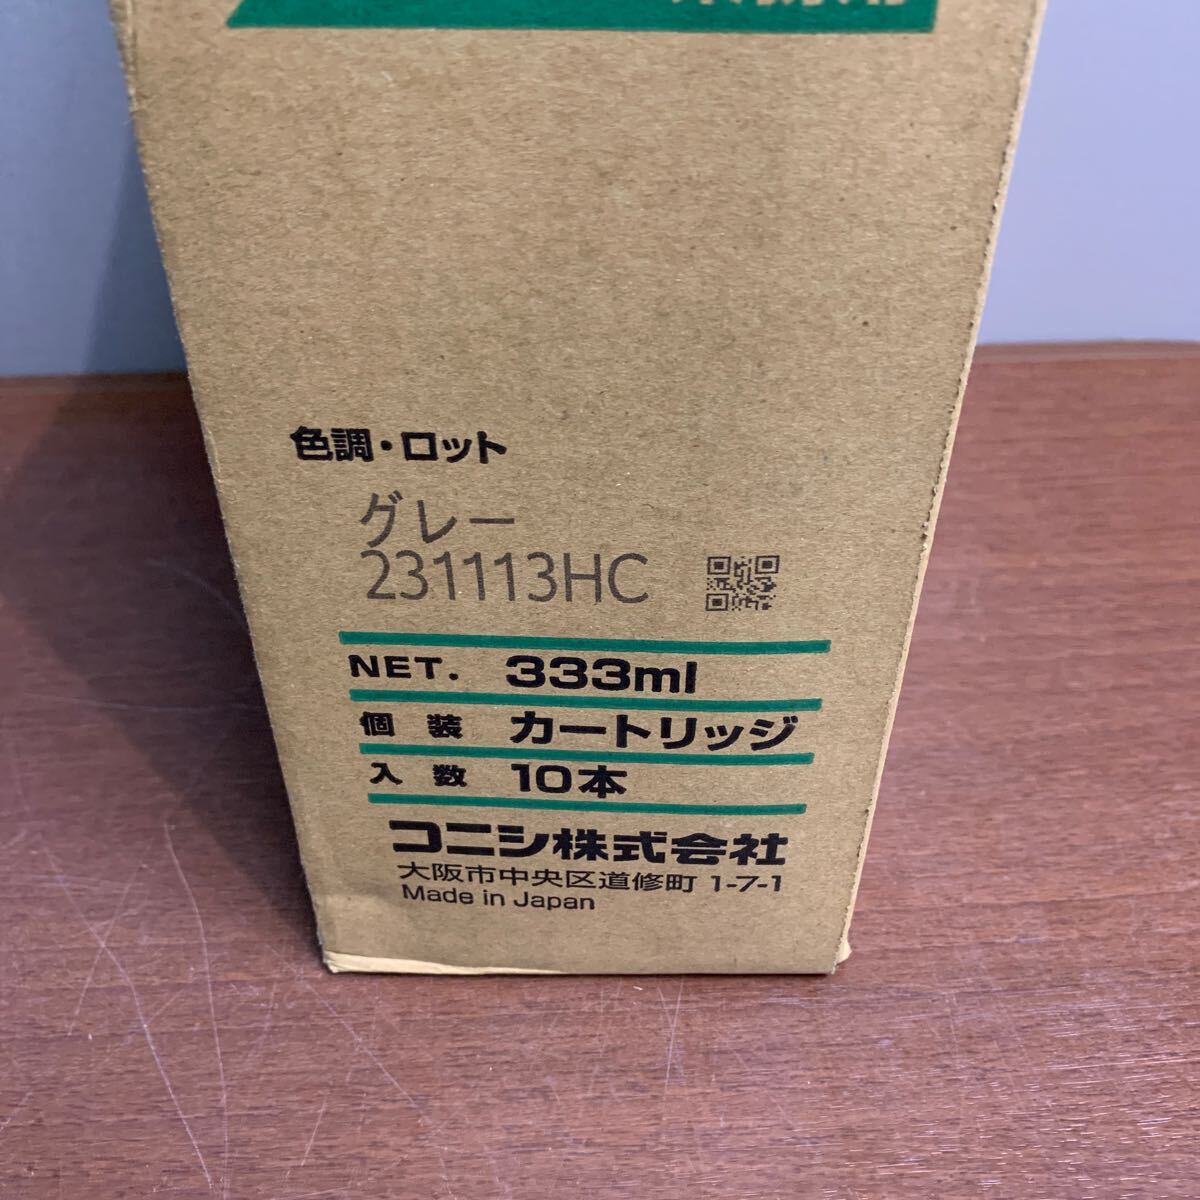 色調・ロット
グレー
231113HC
NET. 333ml
個装 カートリッジ
入数 10本
コニシ株式会社
大阪市中央区道修町 1-7-1
Made in Japan